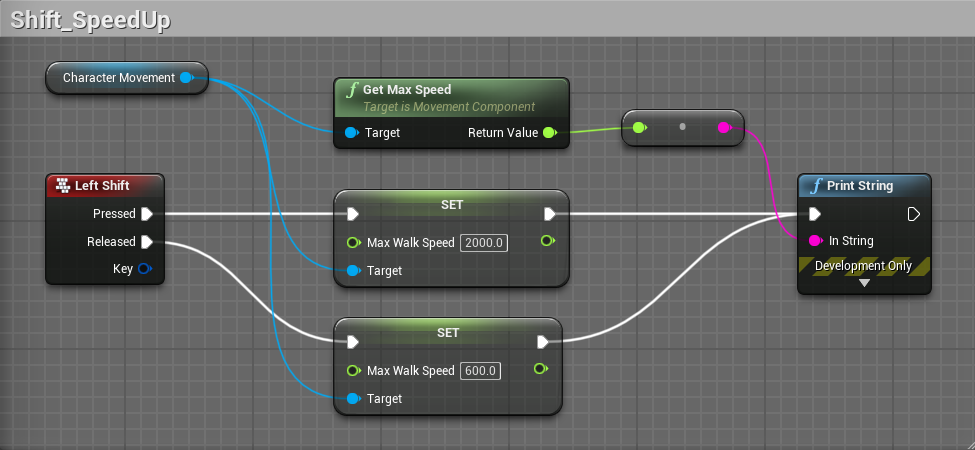 Shift_SpeedUp
Character Movement
f Get Max Speed
Target is Movement Component
Target Return Value
Left Shift
Pressed
Released
Key
SET
Max Walk Speed 2000.0
Target
SET
Max Walk Speed 600.0
Target
f Print String
In String
Development Only